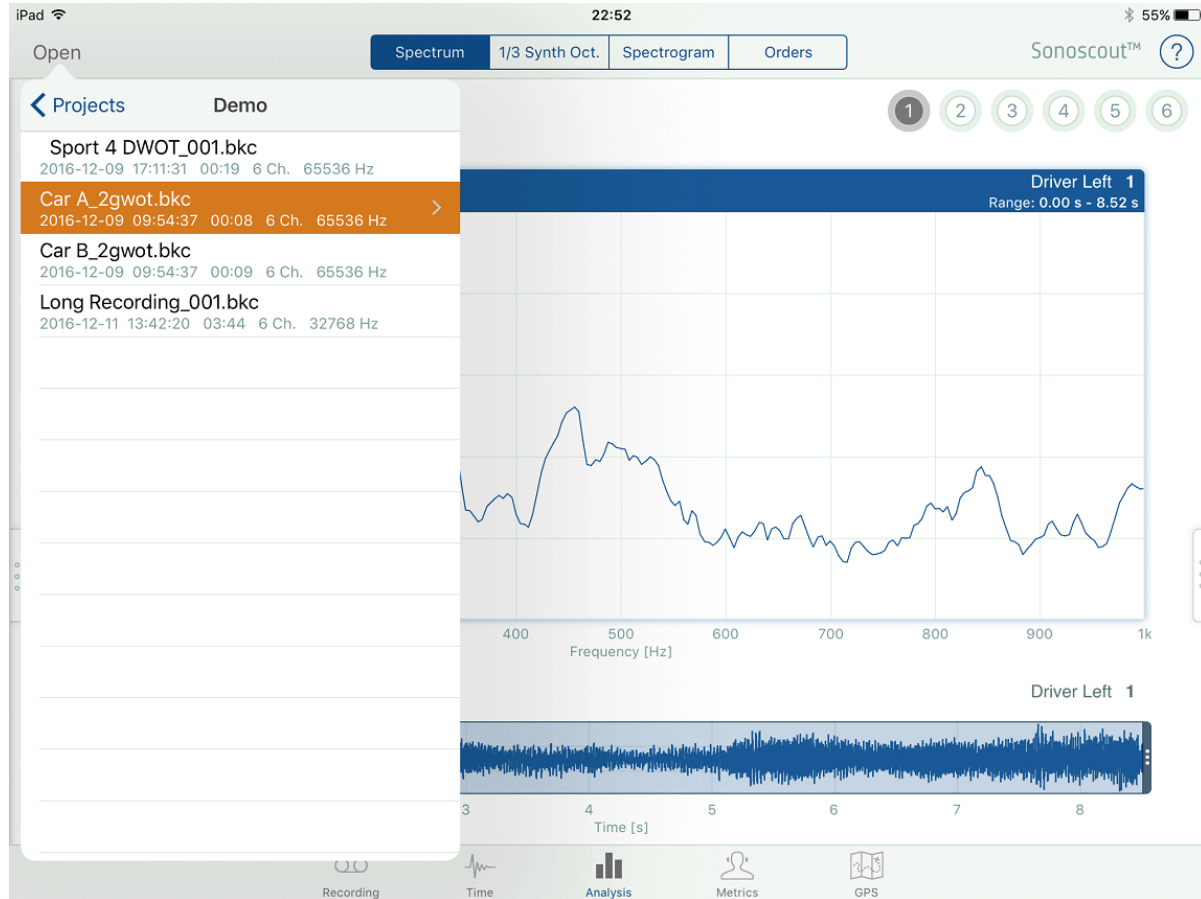 iPad 22:52 55%
Open Spectrum 1/3 Synth Oct. Spectrogram Orders Sonoscout™ ?
Projects Demo
1 2 3 4 5 6
Sport 4 DWOT_001.bkc
2016-12-09 17:11:31 00:19 6 Ch. 65536 Hz
Car A_2gwot.bkc
2016-12-09 09:54:37 00:08 6 Ch. 65536 Hz
Car B_2gwot.bkc
2016-12-09 09:54:37 00:09 6 Ch. 65536 Hz
Long Recording_001.bkc
2016-12-11 13:42:20 03:44 6 Ch. 32768 Hz
Driver Left 1
Range: 0.00 s - 8.52 s
400 500 600 700 800 900 1k
Frequency [Hz]
Driver Left 1
3 4 5 6 7 8
Time [s]
Recording Time Analysis Metrics GPS